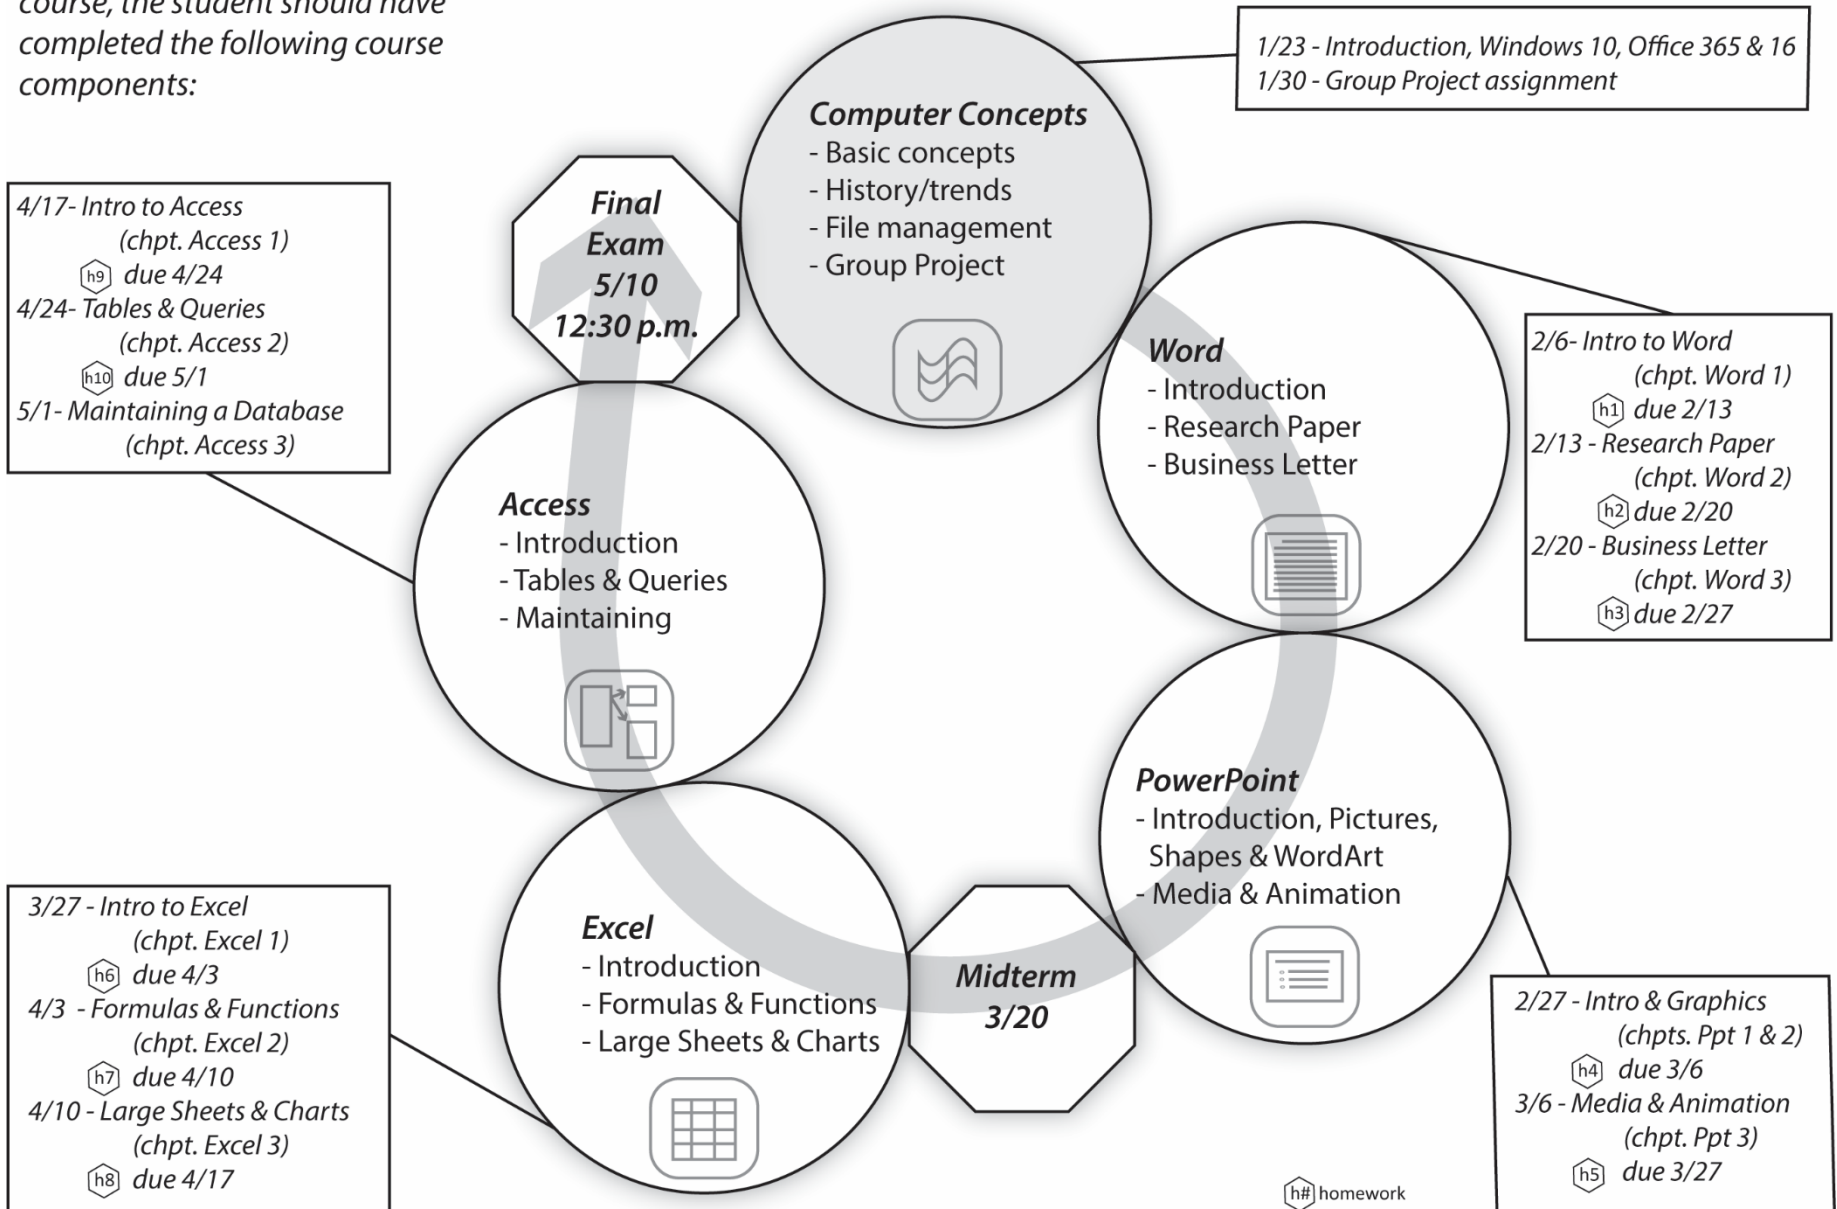 course, the student should have
completed the following course
components:
1/23 - Introduction, Windows 10, Office 365 & 16
1/30 - Group Project assignment
Computer Concepts
- Basic concepts
- History/trends
- File management
- Group Project
Word
- Introduction
- Research Paper
- Business Letter
2/6- Intro to Word
(chpt. Word 1)
h1 due 2/13
2/13 - Research Paper
(chpt. Word 2)
h2 due 2/20
2/20 - Business Letter
(chpt. Word 3)
h3 due 2/27
PowerPoint
- Introduction, Pictures,
Shapes & WordArt
- Media & Animation
2/27 - Intro & Graphics
(chpts. Ppt 1 & 2)
h4 due 3/6
3/6 - Media & Animation
(chpt. Ppt 3)
h5 due 3/27
Midterm
3/20
Excel
- Introduction
- Formulas & Functions
- Large Sheets & Charts
3/27 - Intro to Excel
(chpt. Excel 1)
h6 due 4/3
4/3 - Formulas & Functions
(chpt. Excel 2)
h7 due 4/10
4/10 - Large Sheets & Charts
(chpt. Excel 3)
h8 due 4/17
Access
- Introduction
- Tables & Queries
- Maintaining
4/17- Intro to Access
(chpt. Access 1)
h9 due 4/24
4/24- Tables & Queries
(chpt. Access 2)
h10 due 5/1
5/1- Maintaining a Database
(chpt. Access 3)
Final
Exam
5/10
12:30 p.m.
h# homework